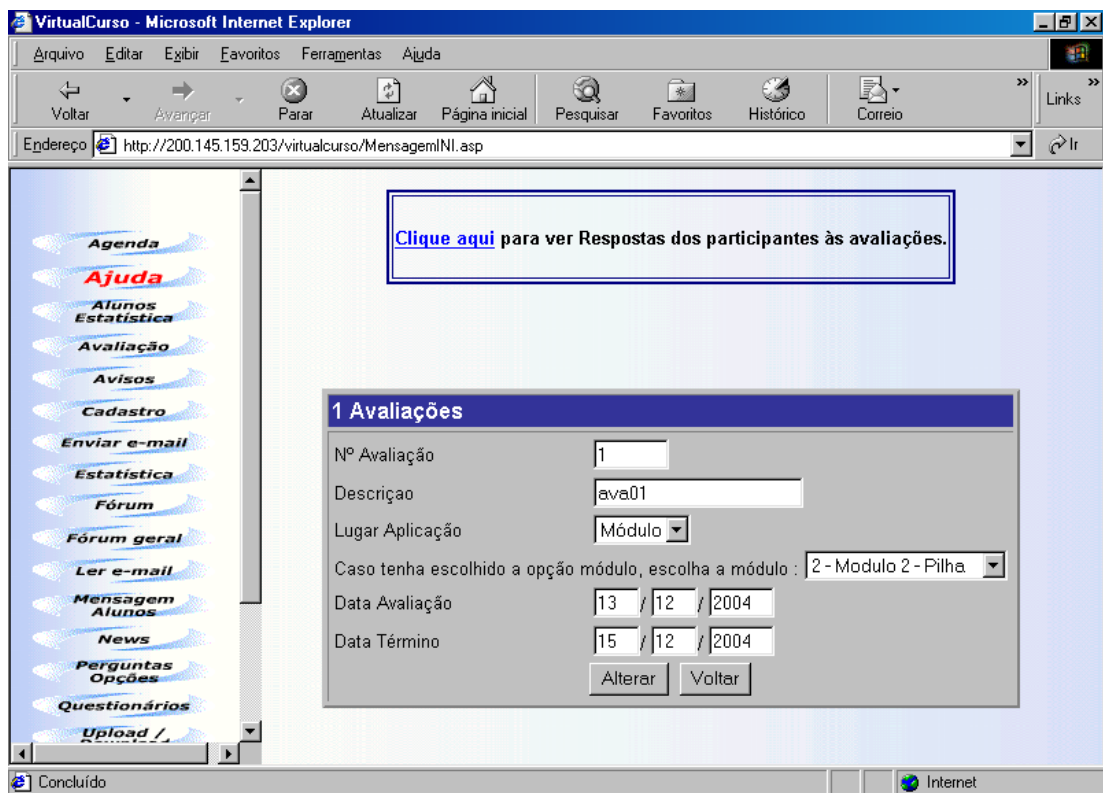 VirtualCurso - Microsoft Internet Explorer
Arquivo Editar Exibir Favoritos Ferramentas Ajuda
Voltar Avançar Parar Atualizar Página inicial Pesquisar Favoritos Histórico Correio » Links »
Endereço http://200.145.159.203/virtualcurso/MensagemINI.asp Ir
Agenda
Ajuda
Alunos
Estatística
Avaliação
Avisos
Cadastro
Enviar e-mail
Estatística
Fórum
Fórum geral
Ler e-mail
Mensagem
Alunos
News
Perguntas
Opções
Questionários
Upload /
Download
Clique aqui para ver Respostas dos participantes às avaliações.
1 Avaliações
Nº Avaliação 1
Descriçao ava01
Lugar Aplicação Módulo
Caso tenha escolhido a opção módulo, escolha a módulo : 2 - Modulo 2 - Pilha
Data Avaliação 13 / 12 / 2004
Data Término 15 / 12 / 2004
Alterar Voltar
Concluído Internet